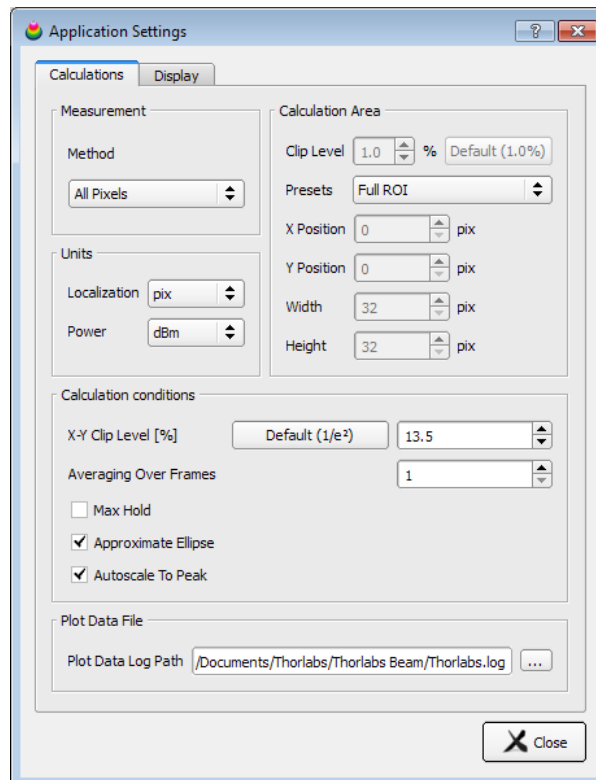 Application Settings
?
Calculations
Display
Measurement
Method
All Pixels
Units
Localization pix
Power dBm
Calculation Area
Clip Level 1.0 % Default (1.0%)
Presets Full ROI
X Position 0 pix
Y Position 0 pix
Width 32 pix
Height 32 pix
Calculation conditions
X-Y Clip Level [%] Default (1/e²) 13.5
Averaging Over Frames 1
Max Hold
Approximate Ellipse
Autoscale To Peak
Plot Data File
Plot Data Log Path /Documents/Thorlabs/Thorlabs Beam/Thorlabs.log ...
Close